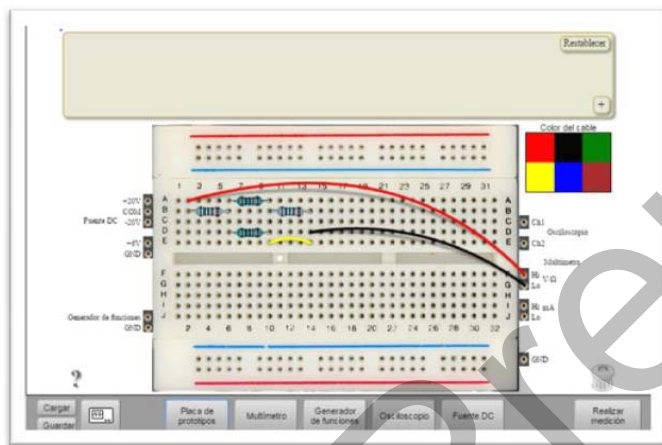 Restablecer
+
Color del cable
1 3 5 7 9 11 13 15 17 19 21 23 25 27 29 31
A A
B B
C C
D D
E E
+20V
COM
-20V
Fuente DC
+6V
GND
Ch1
Osciloscopio
Ch2
Multímetro
Hi
VΩ
Lo
Hi
mA
Lo
F F
G G
H H
I I
J J
Generador de funciones
GND
GND
2 4 6 8 10 12 14 16 18 20 22 24 26 28 30 32
?
Cargar
Guardar
Placa de prototipos
Multímetro
Generador de funciones
Osciloscopio
Fuente DC
Realizar medición